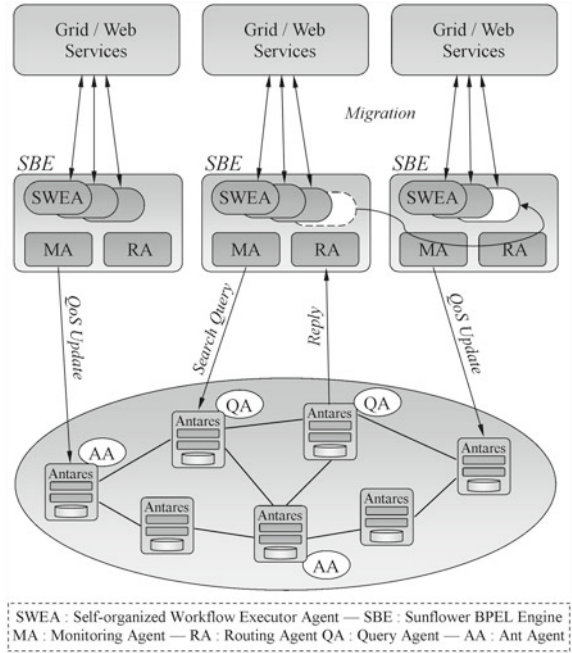 Grid / Web
Services
Grid / Web
Services
Grid / Web
Services
Migration
SBE
SBE
SBE
SWEA
SWEA
SWEA
MA
RA
MA
RA
MA
RA
QoS Update
Search Query
Reply
QoS Update
QA
QA
Antares
Antares
AA
Antares
Antares
Antares
Antares
Antares
AA
SWEA : Self-organized Workflow Executor Agent — SBE : Sunflower BPEL Engine
MA : Monitoring Agent — RA : Routing Agent QA : Query Agent — AA : Ant Agent